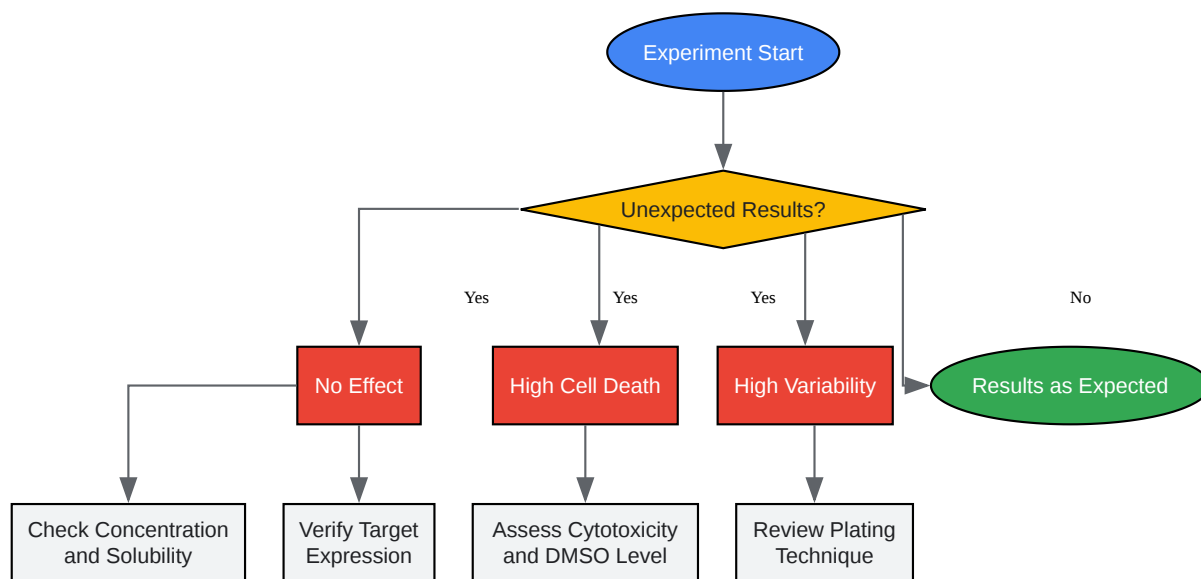 Experiment Start
Unexpected Results?
Yes
Yes
Yes
No
No Effect
High Cell Death
High Variability
Results as Expected
Check Concentration
and Solubility
Verify Target
Expression
Assess Cytotoxicity
and DMSO Level
Review Plating
Technique